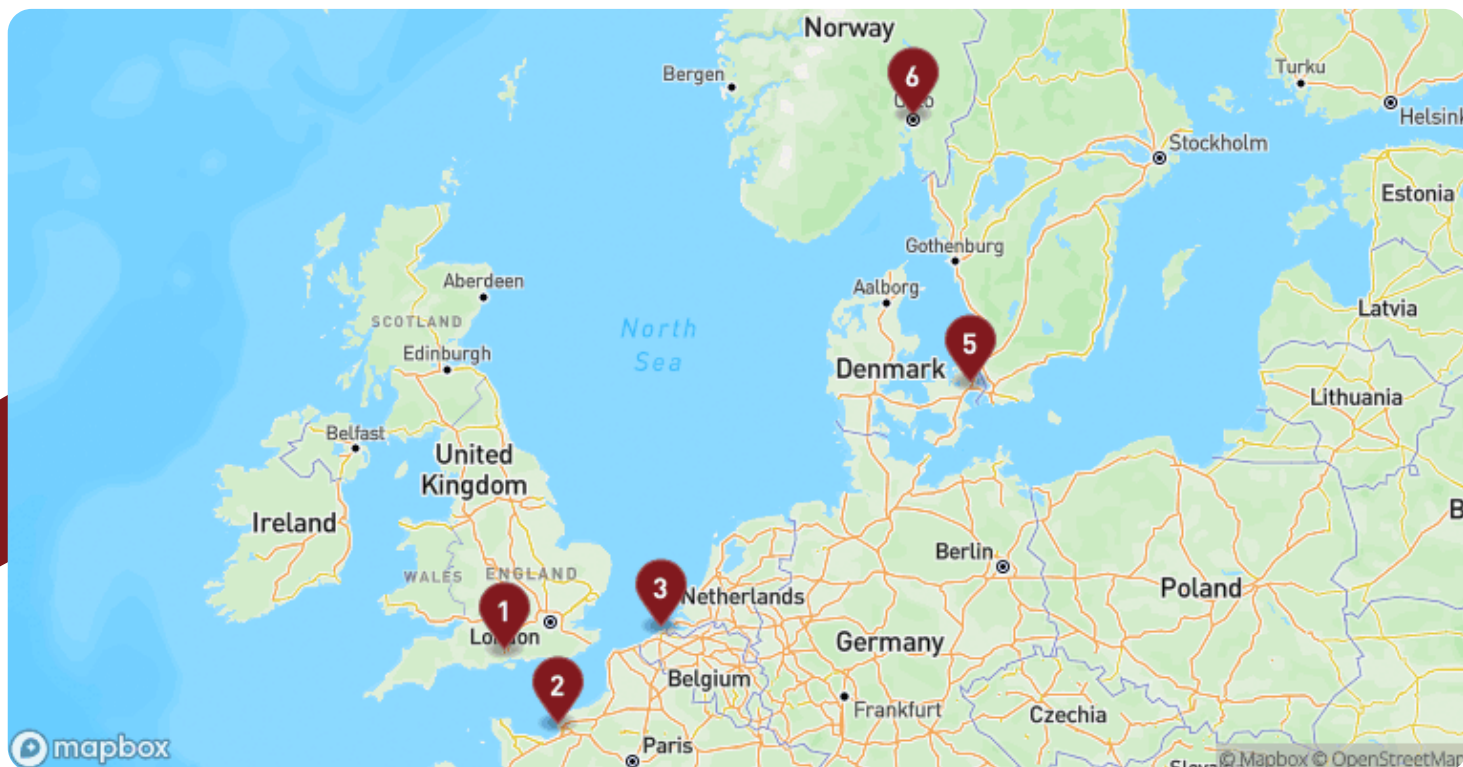 Norway
Bergen
6
Turku
Helsink
Stockholm
Estonia
Gothenburg
Aberdeen
Aalborg
Latvia
SCOTLAND
North
Sea
5
Edinburgh
Denmark
Lithuania
Belfast
United
Kingdom
Ireland
B
Berlin
WALES
ENGLAND
3
Netherlands
Poland
1
London
Germany
2
Belgium
Frankfurt
Czechia
Paris
mapbox
© Mapbox © OpenStreetMap